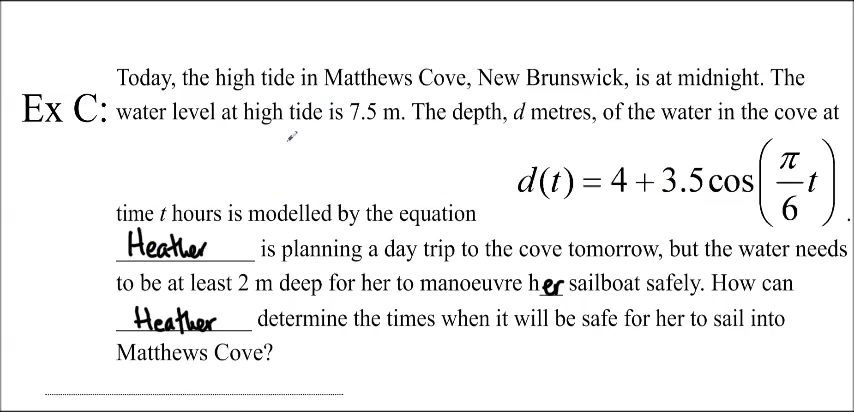 Today, the high tide in Matthews Cove, New Brunswick, is at midnight. The
Ex C: water level at high tide is 7.5 m. The depth, d metres, of the water in the cove at
time t hours is modelled by the equation d(t) = 4 + 3.5cos(π/6 t).
Heather is planning a day trip to the cove tomorrow, but the water needs
to be at least 2 m deep for her to manoeuvre her sailboat safely. How can
Heather determine the times when it will be safe for her to sail into
Matthews Cove?